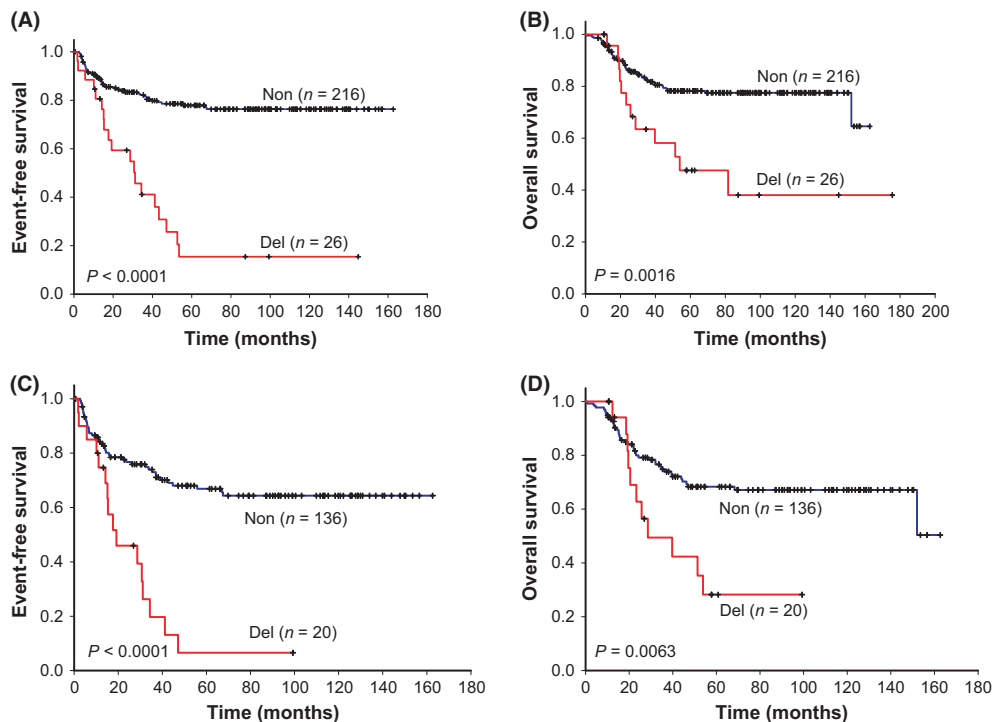 (A)
Event-free survival
1.0
0.8
0.6
0.4
0.2
0.0
Non (n = 216)
Del (n = 26)
P < 0.0001
0 20 40 60 80 100 120 140 160 180
Time (months)
(B)
Overall survival
1.0
0.8
0.6
0.4
0.2
0.0
Non (n = 216)
Del (n = 26)
P = 0.0016
0 20 40 60 80 100 120 140 160 180 200
Time (months)
(C)
Event-free survival
1.0
0.8
0.6
0.4
0.2
0.0
Non (n = 136)
Del (n = 20)
P < 0.0001
0 20 40 60 80 100 120 140 160 180
Time (months)
(D)
Overall survival
1.0
0.8
0.6
0.4
0.2
0.0
Non (n = 136)
Del (n = 20)
P = 0.0063
0 20 40 60 80 100 120 140 160 180
Time (months)